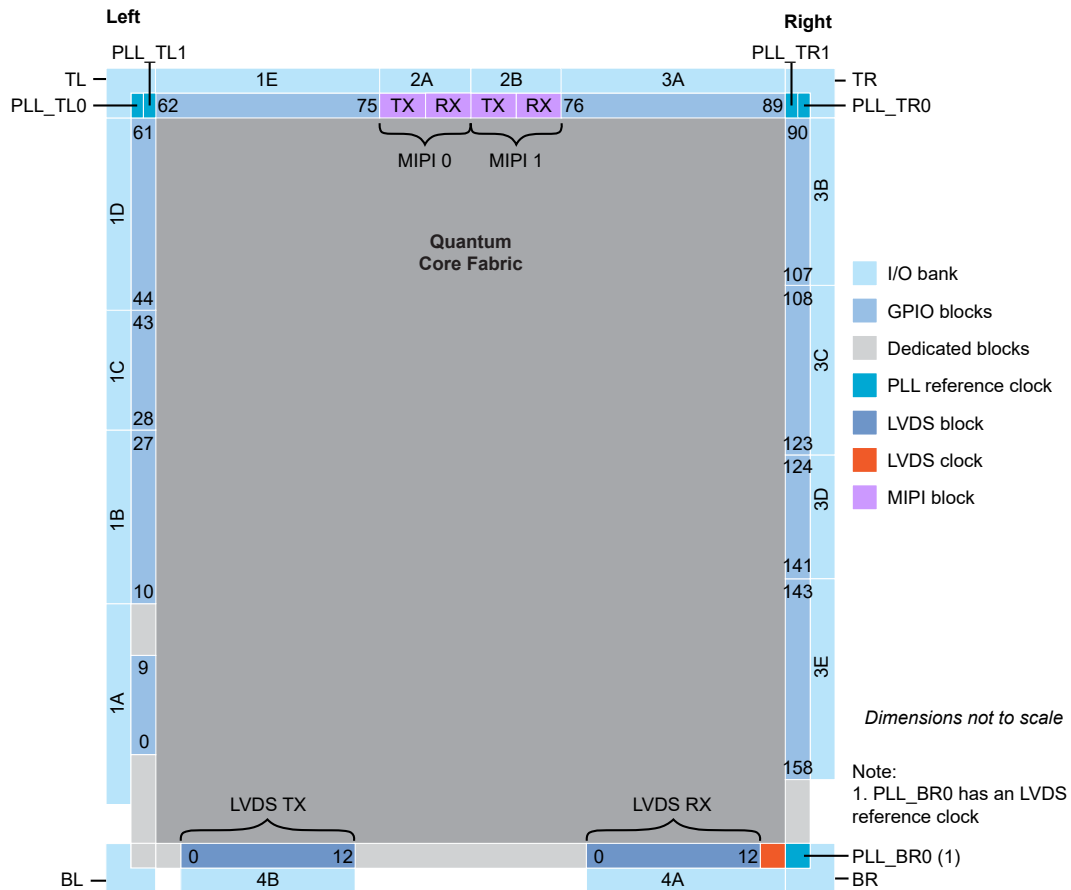 Left
Right
PLL_TL1
PLL_TR1
TL
1E
2A
2B
3A
TR
PLL_TL0
62
75
TX
RX
TX
RX
76
89
PLL_TR0
61
90
MIPI 0
MIPI 1
1D
3B
Quantum
Core Fabric
I/O bank
GPIO blocks
Dedicated blocks
PLL reference clock
LVDS block
LVDS clock
MIPI block
44
107
43
108
1C
3C
28
123
27
124
1B
3D
10
141
143
9
1A
3E
0
158
Dimensions not to scale
Note:
1. PLL_BR0 has an LVDS
reference clock
LVDS TX
LVDS RX
0
12
0
12
PLL_BR0 (1)
BL
4B
4A
BR